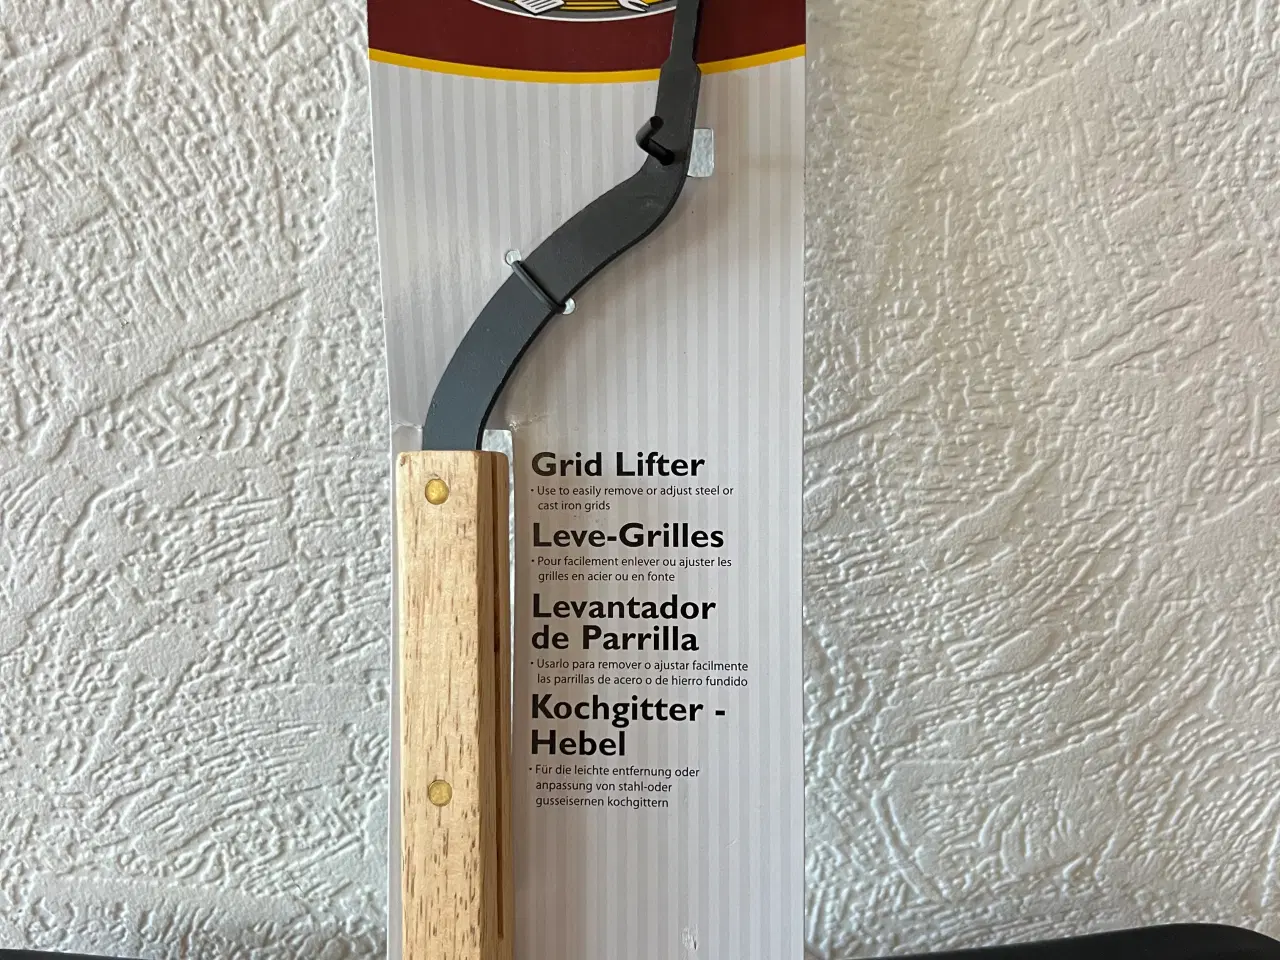 Grid Lifter
• Use to easily remove or adjust steel or
cast iron grids
Leve-Grilles
• Pour facilement enlever ou ajuster les
grilles en acier ou en fonte
Levantador
de Parrilla
• Usarlo para remover o ajustar facilmente
las parrillas de acero o de hierro fundido
Kochgitter -
Hebel
• Für die leichte entfernung oder
anpassung von stahl-oder
gusseisernen kochgittern